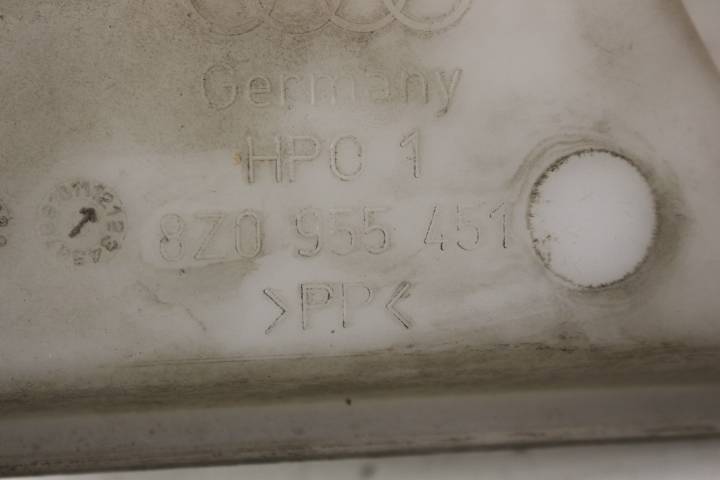 Germany
HPO 1
8Z0 955 451
>PP<